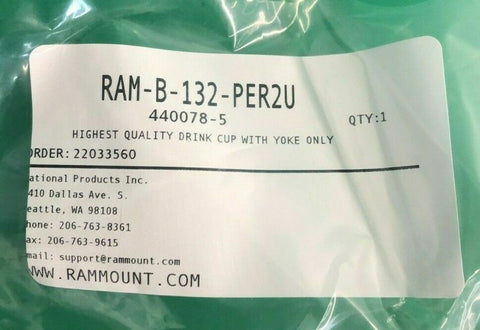 RAM-B-132-PER2U
440078-5
QTY:1
HIGHEST QUALITY DRINK CUP WITH YOKE ONLY
ORDER: 22033560
ational Products Inc.
410 Dallas Ave. S.
eattle, WA 98108
hone: 206-763-8361
ax: 206-763-9615
mail: support@rammount.com
WWW.RAMMOUNT.COM